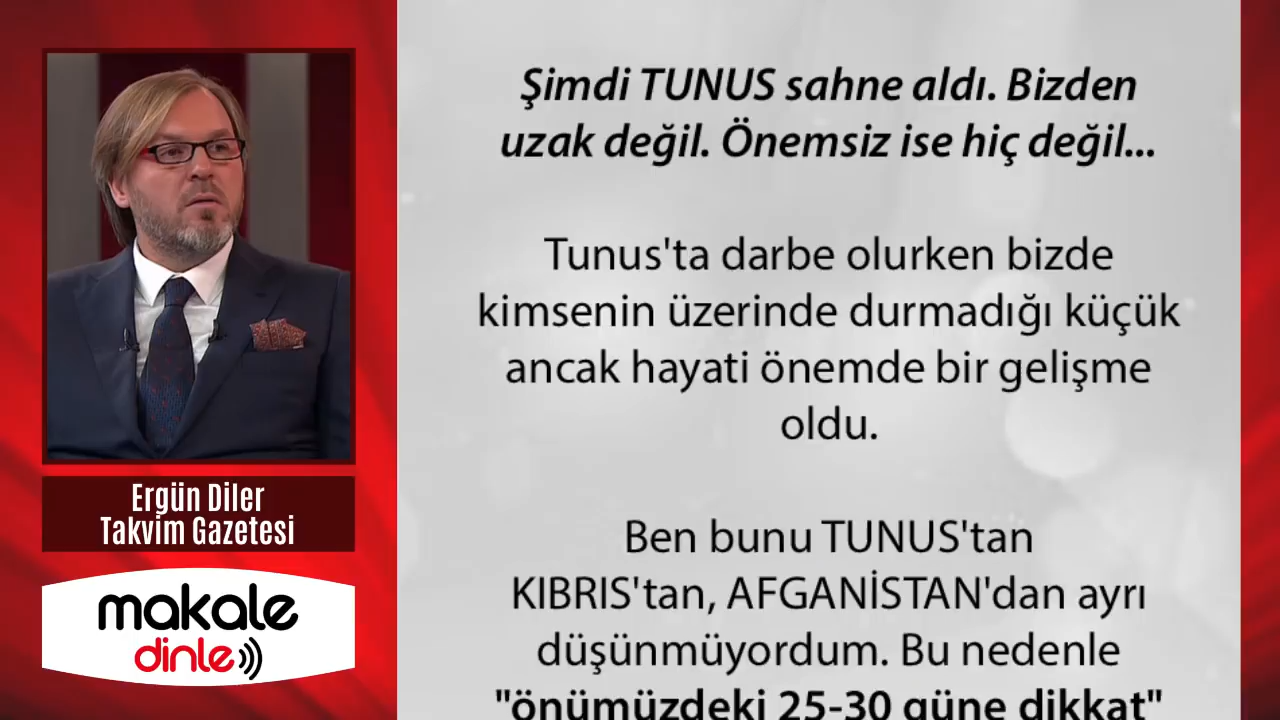 Ergün Diler
Takvim Gazetesi
makale
dinle
Şimdi TUNUS sahne aldı. Bizden
uzak değil. Önemsiz ise hiç değil...
Tunus'ta darbe olurken bizde
kimsenin üzerinde durmadığı küçük
ancak hayati önemde bir gelişme
oldu.
Ben bunu TUNUS'tan
KIBRIS'tan, AFGANİSTAN'dan ayrı
düşünmüyordum. Bu nedenle
"önümüzdeki 25-30 güne dikkat"